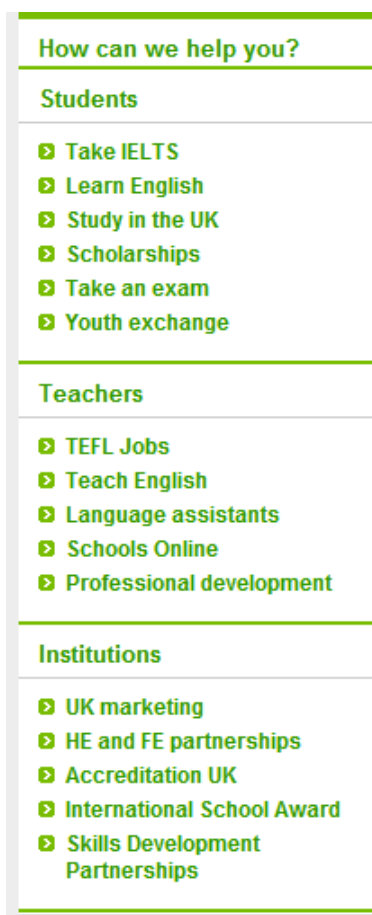 How can we help you?
Students
Take IELTS
Learn English
Study in the UK
Scholarships
Take an exam
Youth exchange
Teachers
TEFL Jobs
Teach English
Language assistants
Schools Online
Professional development
Institutions
UK marketing
HE and FE partnerships
Accreditation UK
International School Award
Skills Development
Partnerships